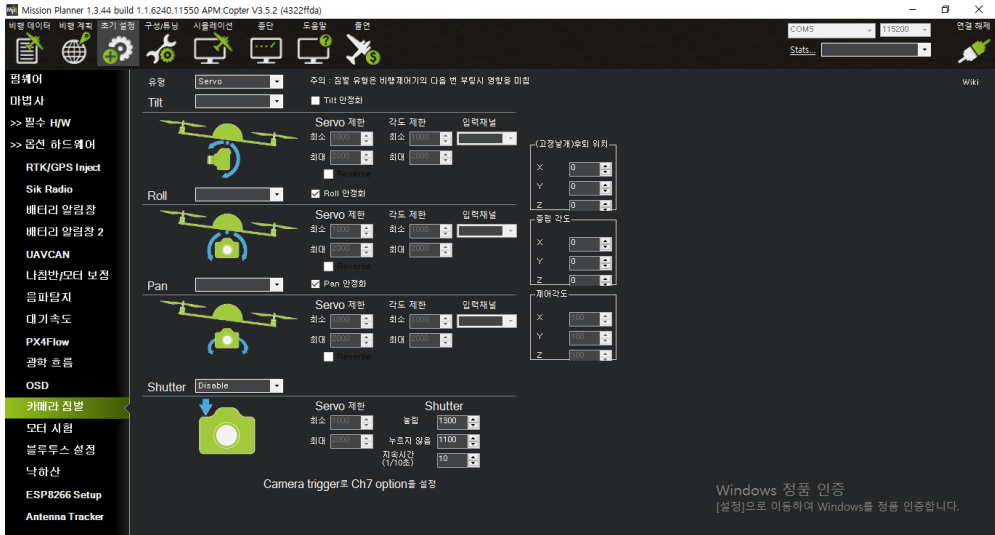 Mission Planner 1.3.44 build 1.1.6240.11550 APM:Copter V3.5.2 (4322ffda)
비행 데이터 비행 계획 초기 설정 구성/튜닝 시뮬레이션 종단 도움말 출연
COM5 115200 연결 해제
Stats...
펌웨어
마법사
>> 필수 H/W
>> 옵션 하드웨어
RTK/GPS Inject
Sik Radio
배터리 알림창
배터리 알림창 2
UAVCAN
나침반/모터 보정
음파탐지
대기속도
PX4Flow
광학 흐름
OSD
카메라 짐벌
모터 시험
블루투스 설정
낙하산
ESP8266 Setup
Antenna Tracker
유형 Servo 주의 : 짐벌 유형은 비행제어기의 다음 번 부팅시 영향을 미침 Wiki
Tilt Tilt 안정화
Servo 제한 각도 제한 입력채널
최소 1000 최소 1000
최대 2000 최대 2000
Reverse
Roll Roll 안정화
Servo 제한 각도 제한 입력채널
최소 1000 최소 1000
최대 2000 최대 2000
Reverse
Pan Pan 안정화
Servo 제한 각도 제한 입력채널
최소 1000 최소 1000
최대 2000 최대 2000
Reverse
(고정날개)후퇴 위치
X 0
Y 0
Z 0
중립 각도
X 0
Y 0
Z 0
제어각도
X 180
Y 180
Z 180
Shutter Disable
Servo 제한 Shutter
최소 1000 눌림 1300
최대 2000 누르지 않음 1100
지속시간
(1/10초) 10
Camera trigger로 Ch7 option을 설정
Windows 정품 인증
[설정]으로 이동하여 Windows를 정품 인증합니다.